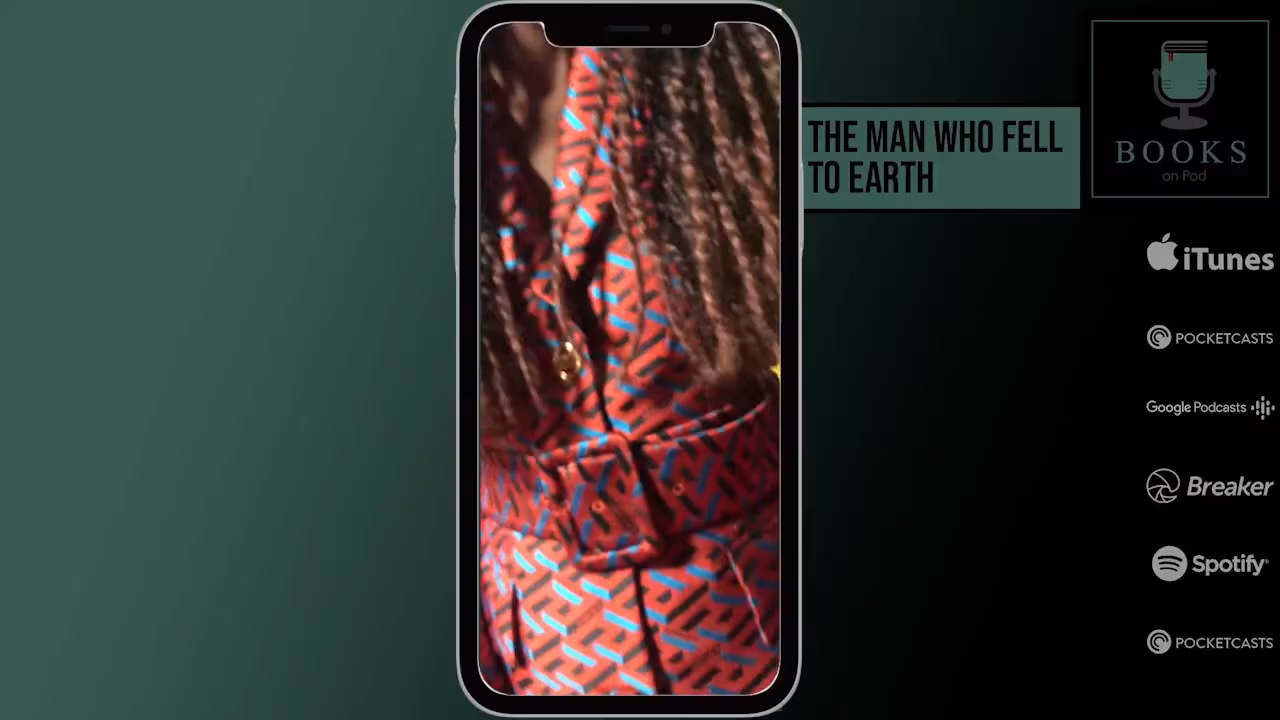 THE MAN WHO FELL
TO EARTH
BOOKS
on Pod
iTunes
POCKETCASTS
Google Podcasts
Breaker
Spotify
POCKETCASTS